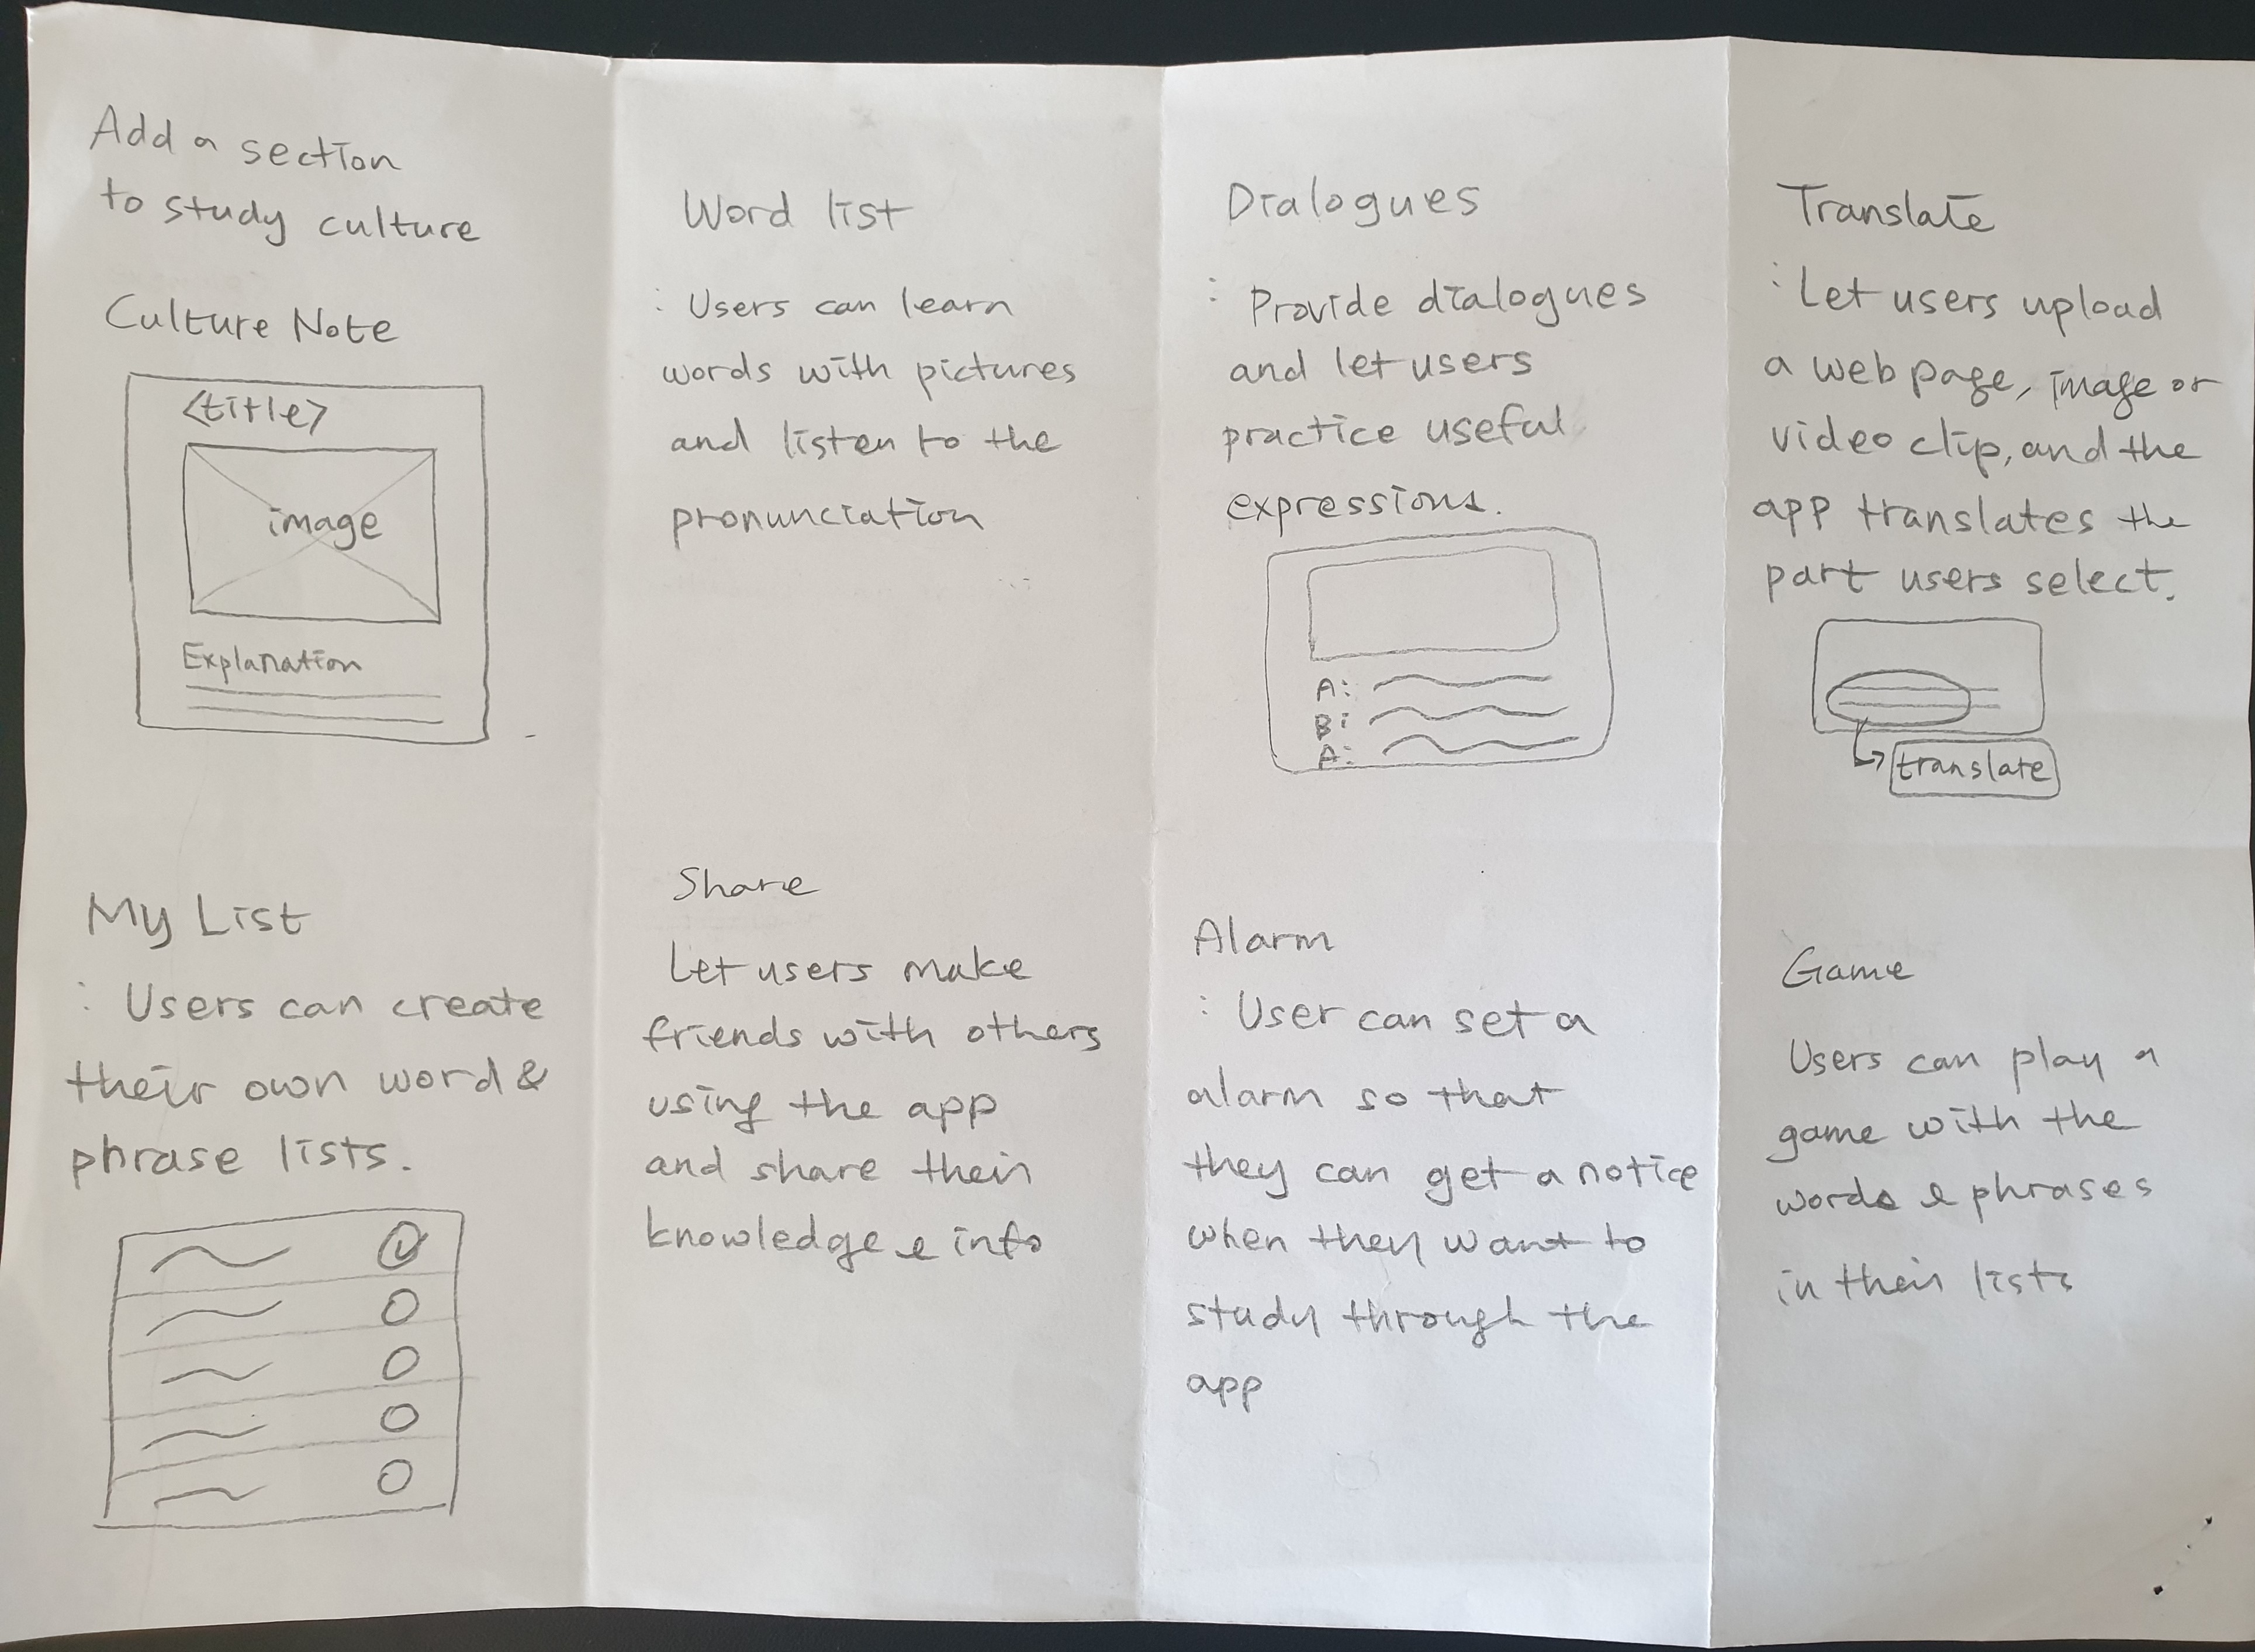 Add a section
to study culture
Culture Note
<title>
image
Explanation
Word list
: Users can learn
words with pictures
and listen to the
pronunciation
Dialogues
: Provide dialogues
and let users
practice useful
expressions.
A:
B:
A:
Translate
: Let users upload
a web page, image or
video clip, and the
app translates the
part users select.
translate
My List
: Users can create
their own word &
phrase lists.
Share
Let users make
friends with others
using the app
and share their
knowledge & info
Alarm
: User can set a
alarm so that
they can get a notice
when they want to
study through the
app
Game
Users can play a
game with the
words & phrases
in their lists